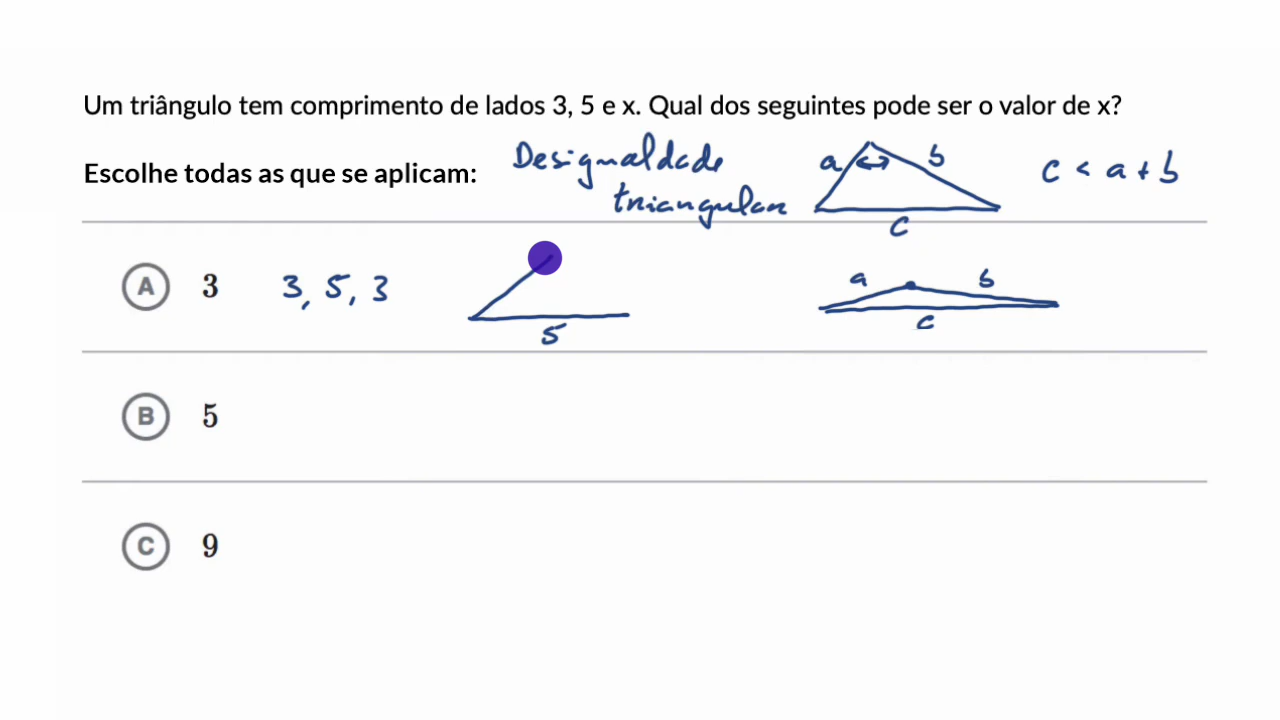 Um triângulo tem comprimento de lados 3, 5 e x. Qual dos seguintes pode ser o valor de x?
Escolhe todas as que se aplicam:
Desigualdade
triangular
a b
c
c < a + b
A 3
3, 5, 3
5
a b
c
B 5
C 9